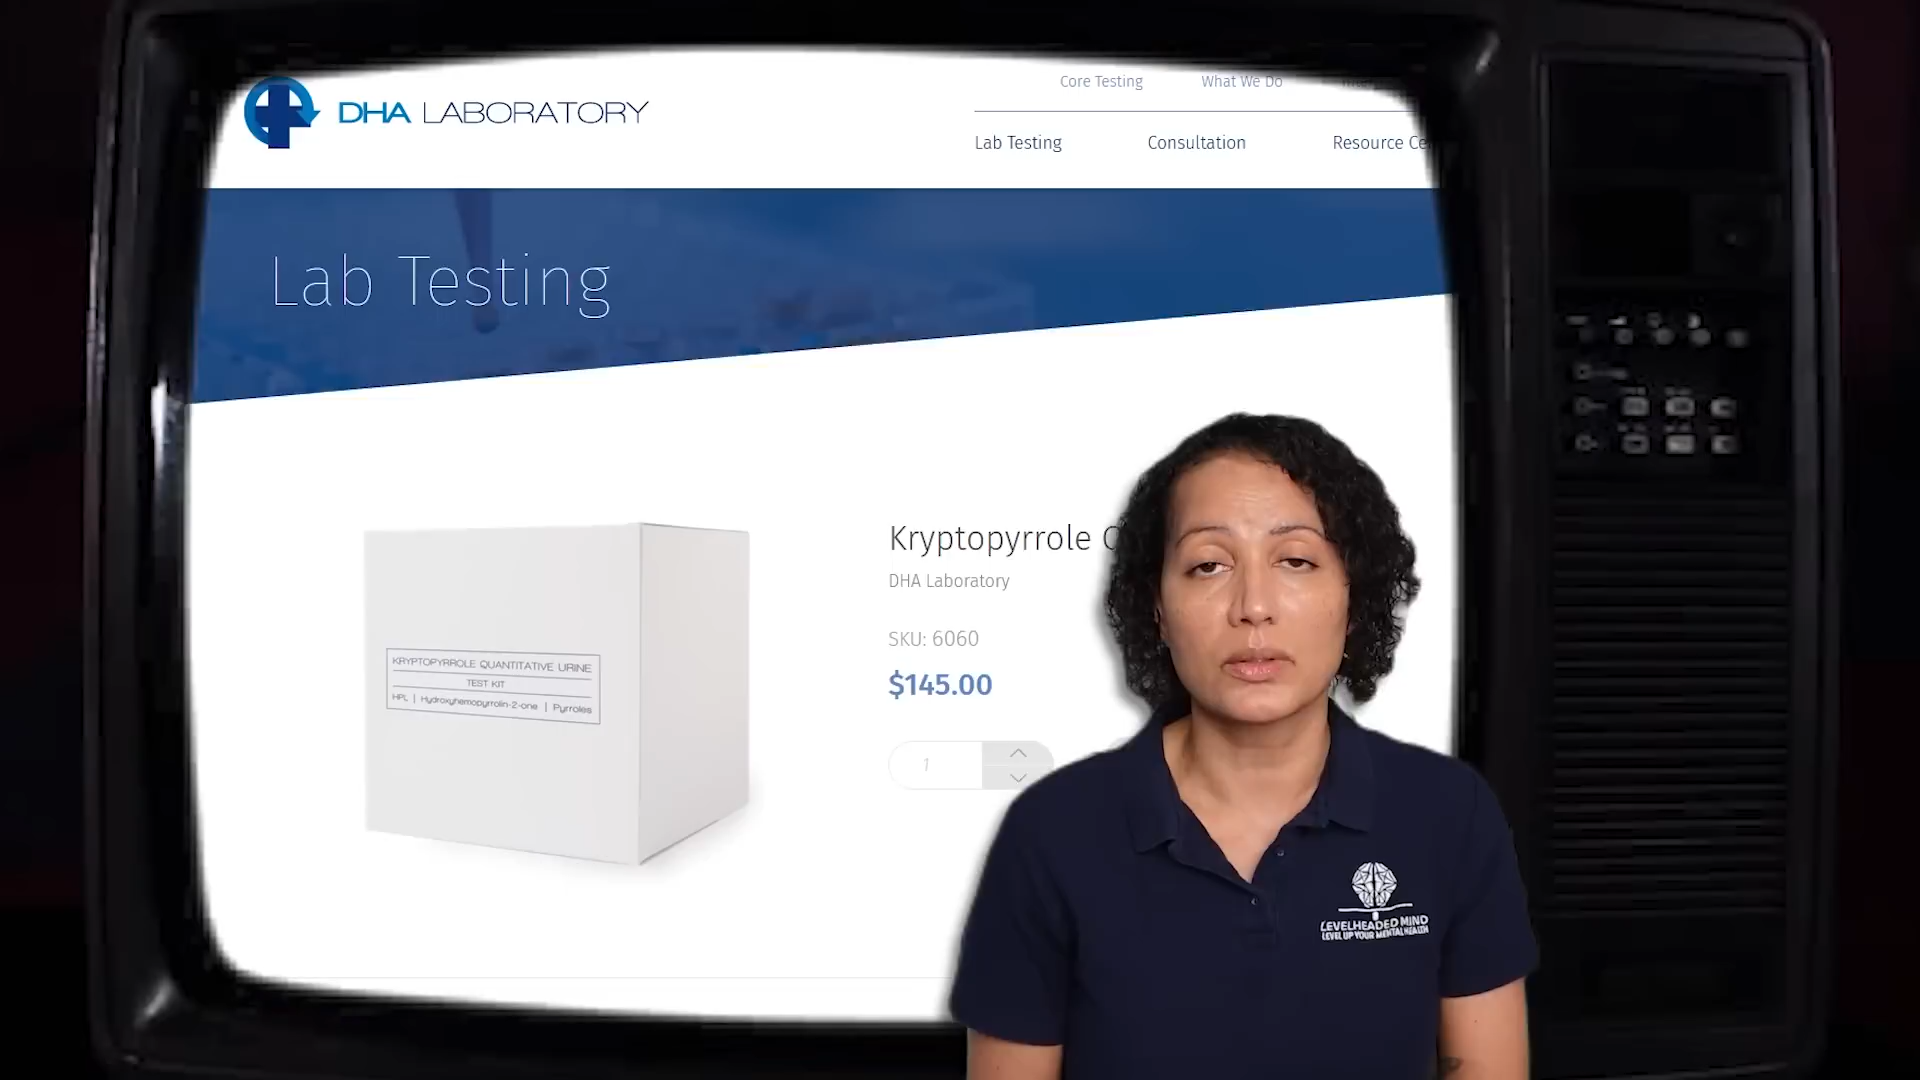 DHA LABORATORY
Core Testing
What We Do
Lab Testing
Consultation
Resource
Lab Testing
Kryptopyrrole
DHA Laboratory
SKU: 6060
$145.00
1
KRYPTOPYRROLE QUANTITATIVE URINE
TEST KIT
HPL | Hydroxyhemopyrrolin-2-one | Pyrroles
LEVELHEADED MIND
LEVEL UP YOUR MENTAL HEALTH